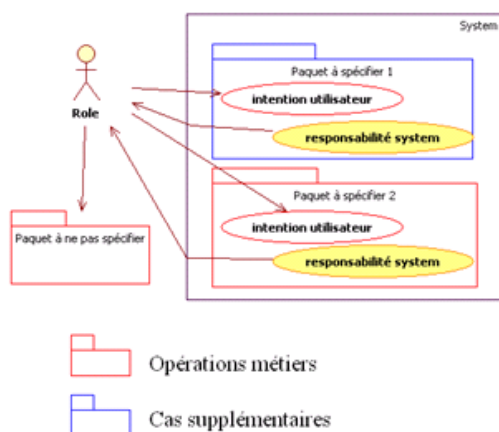 System
Paquet à spécifier 1
intention utilisateur
responsabilité system
Role
Paquet à spécifier 2
intention utilisateur
responsabilité system
Paquet à ne pas spécifier
Opérations métiers
Cas supplémentaires